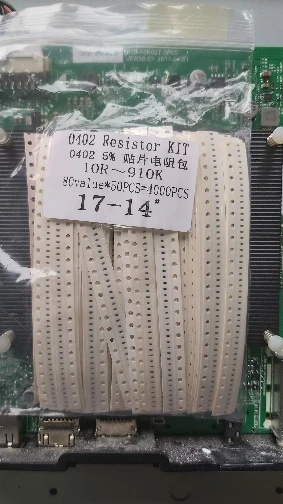 0402 Resistor KIT
0402 5% 贴片电阻包
10R～910K
80value*50PCS=4000PCS
17-14#